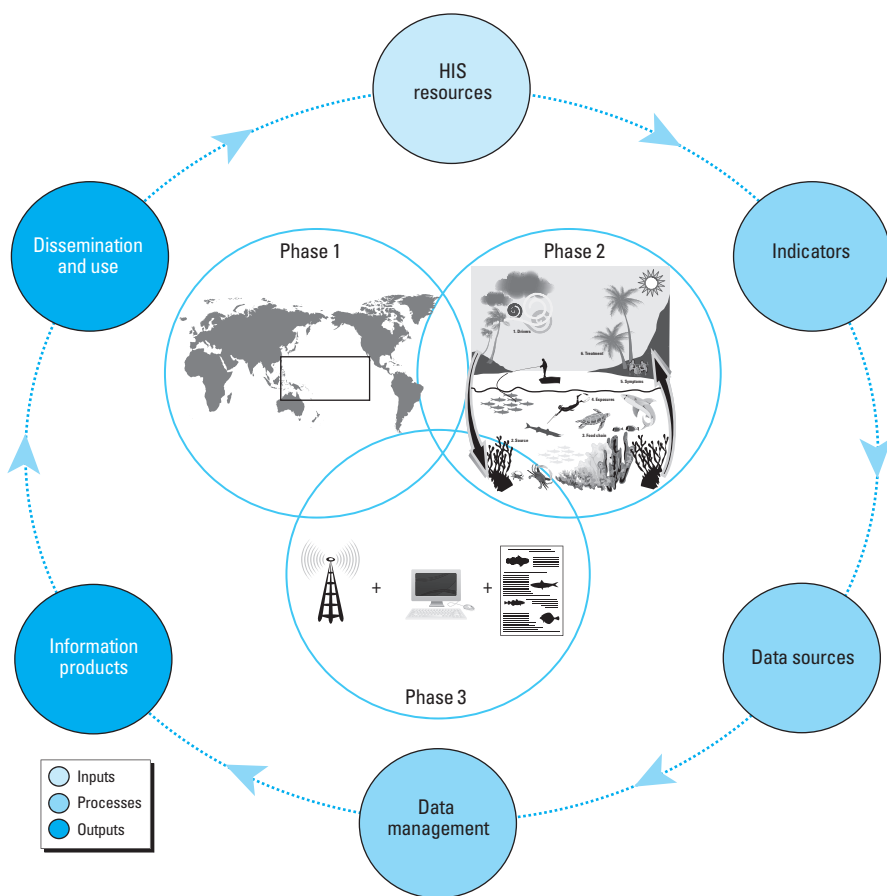 HIS
resources
Dissemination
and use
Phase 1
Phase 2
Indicators
1. Drivers
6. Treatment
5. Symptoms
4. Exposures
2. Source
3. Food chain
+
+
Information
products
Data sources
Phase 3
Inputs
Processes
Outputs
Data
management